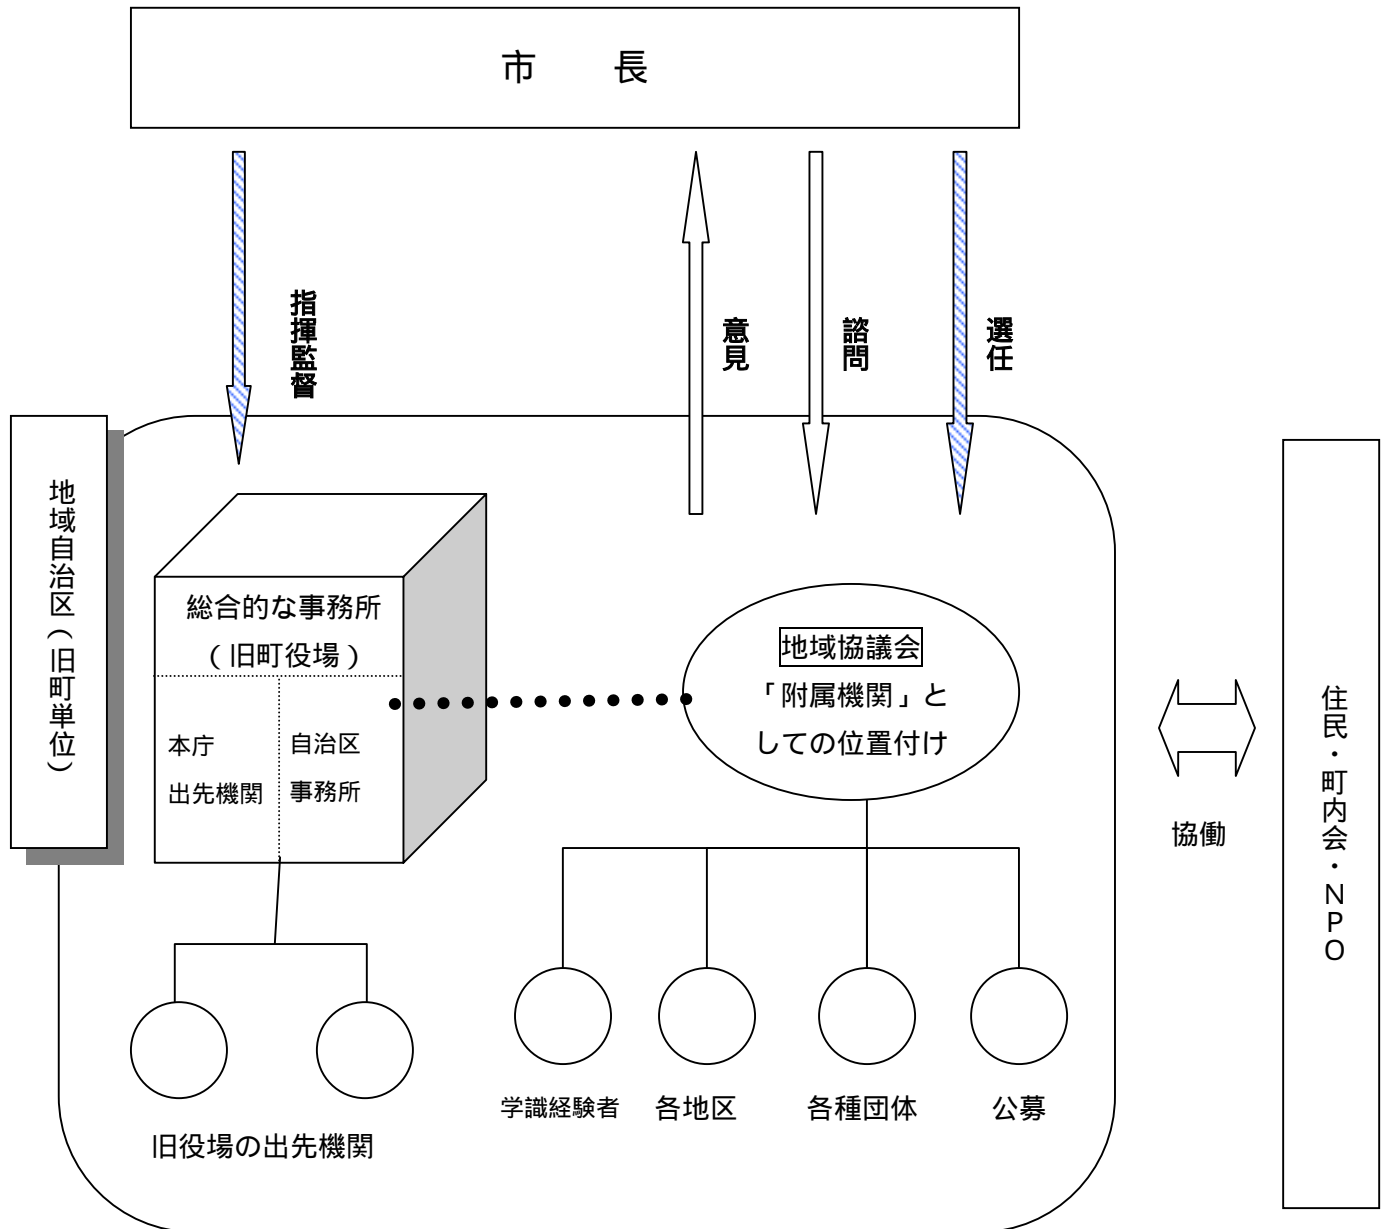 市　　長
指揮監督
意見
諮問
選任
地域自治区（旧町単位）
総合的な事務所
（旧町役場）
本庁
出先機関
自治区
事務所
地域協議会
「附属機関」と
しての位置付け
協働
住民・町内会・ＮＰＯ
旧役場の出先機関
学識経験者
各地区
各種団体
公募